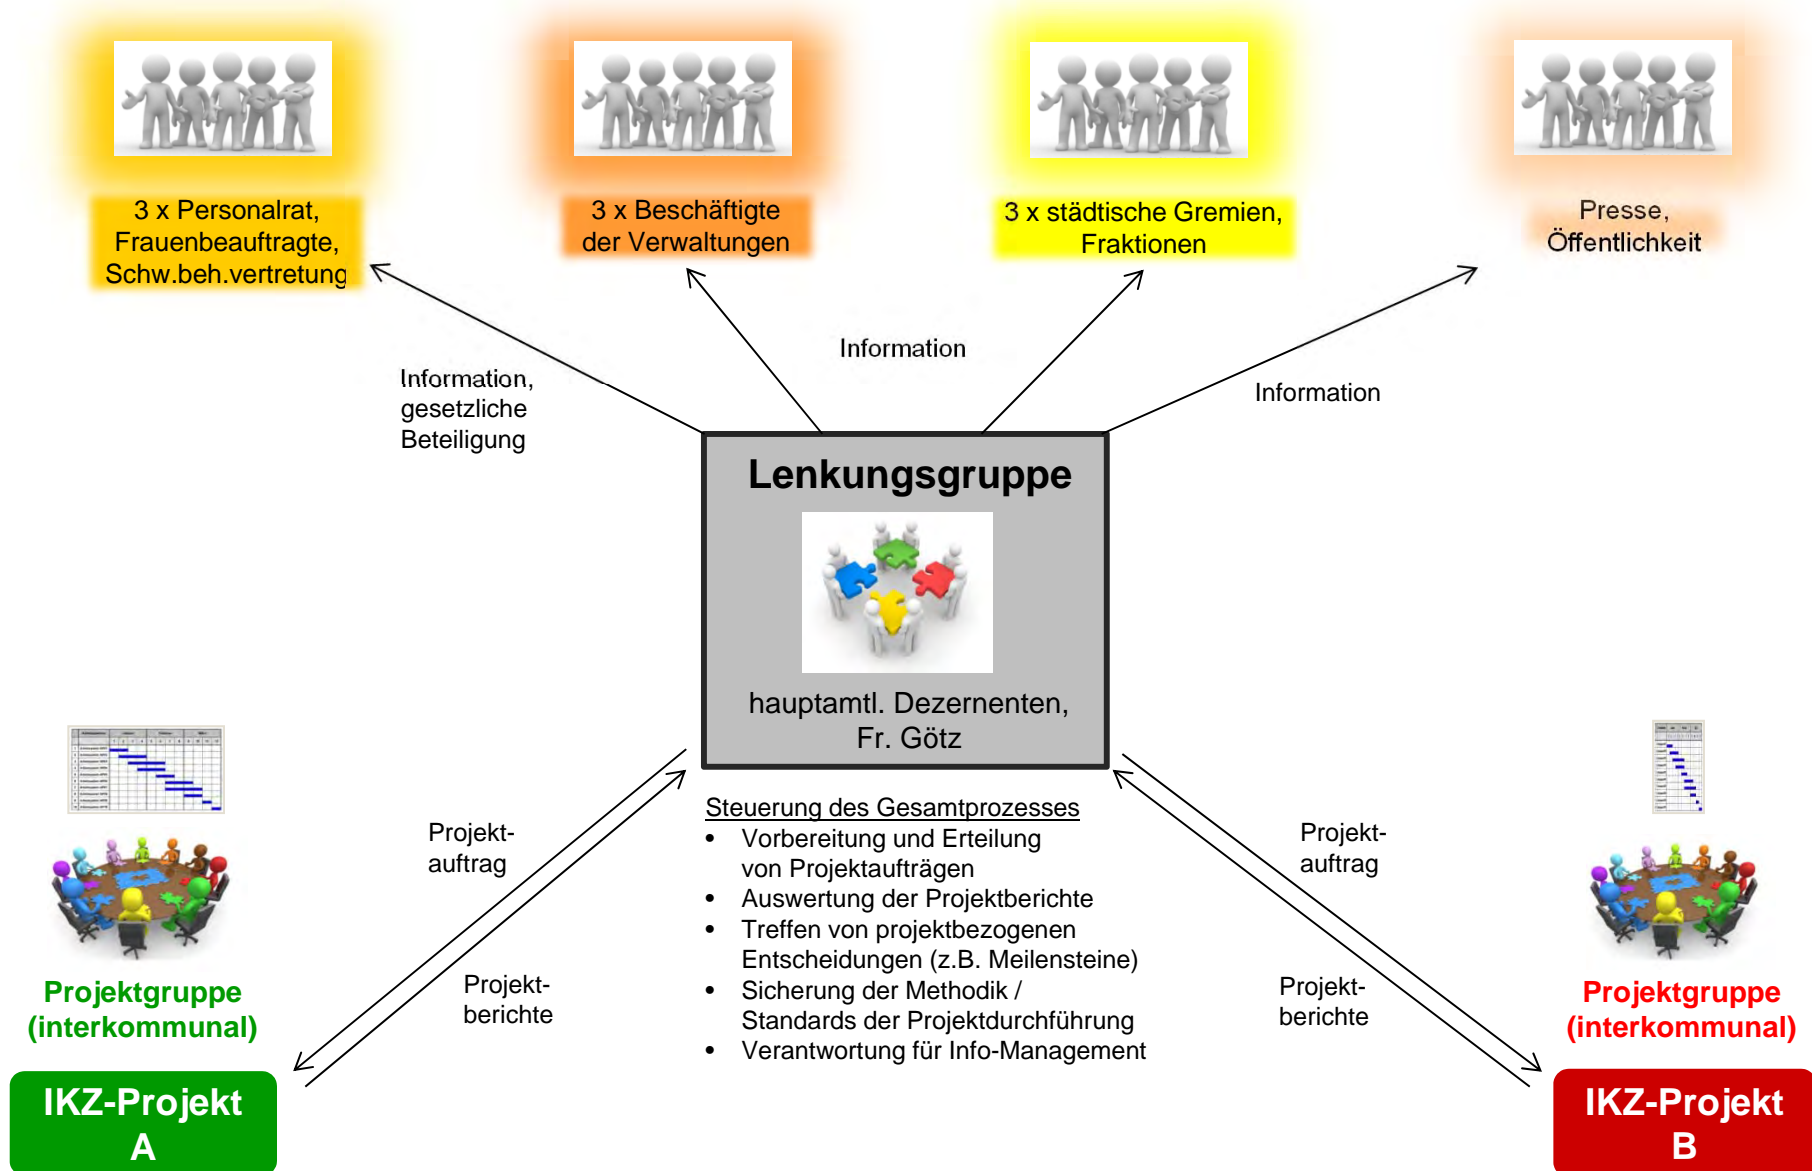 3 x Personalrat,
Frauenbeauftragte,
Schw.beh.vertretung
3 x Beschäftigte
der Verwaltungen
3 x städtische Gremien,
Fraktionen
Presse,
Öffentlichkeit
Information,
gesetzliche
Beteiligung
Information
Information
Lenkungsgruppe
hauptamtl. Dezernenten,
Fr. Götz
Steuerung des Gesamtprozesses
• Vorbereitung und Erteilung
von Projektaufträgen
• Auswertung der Projektberichte
• Treffen von projektbezogenen
Entscheidungen (z.B. Meilensteine)
• Sicherung der Methodik /
Standards der Projektdurchführung
• Verantwortung für Info-Management
Projekt-
auftrag
Projekt-
berichte
Projekt-
auftrag
Projekt-
berichte
Projektgruppe
(interkommunal)
IKZ-Projekt
A
Projektgruppe
(interkommunal)
IKZ-Projekt
B